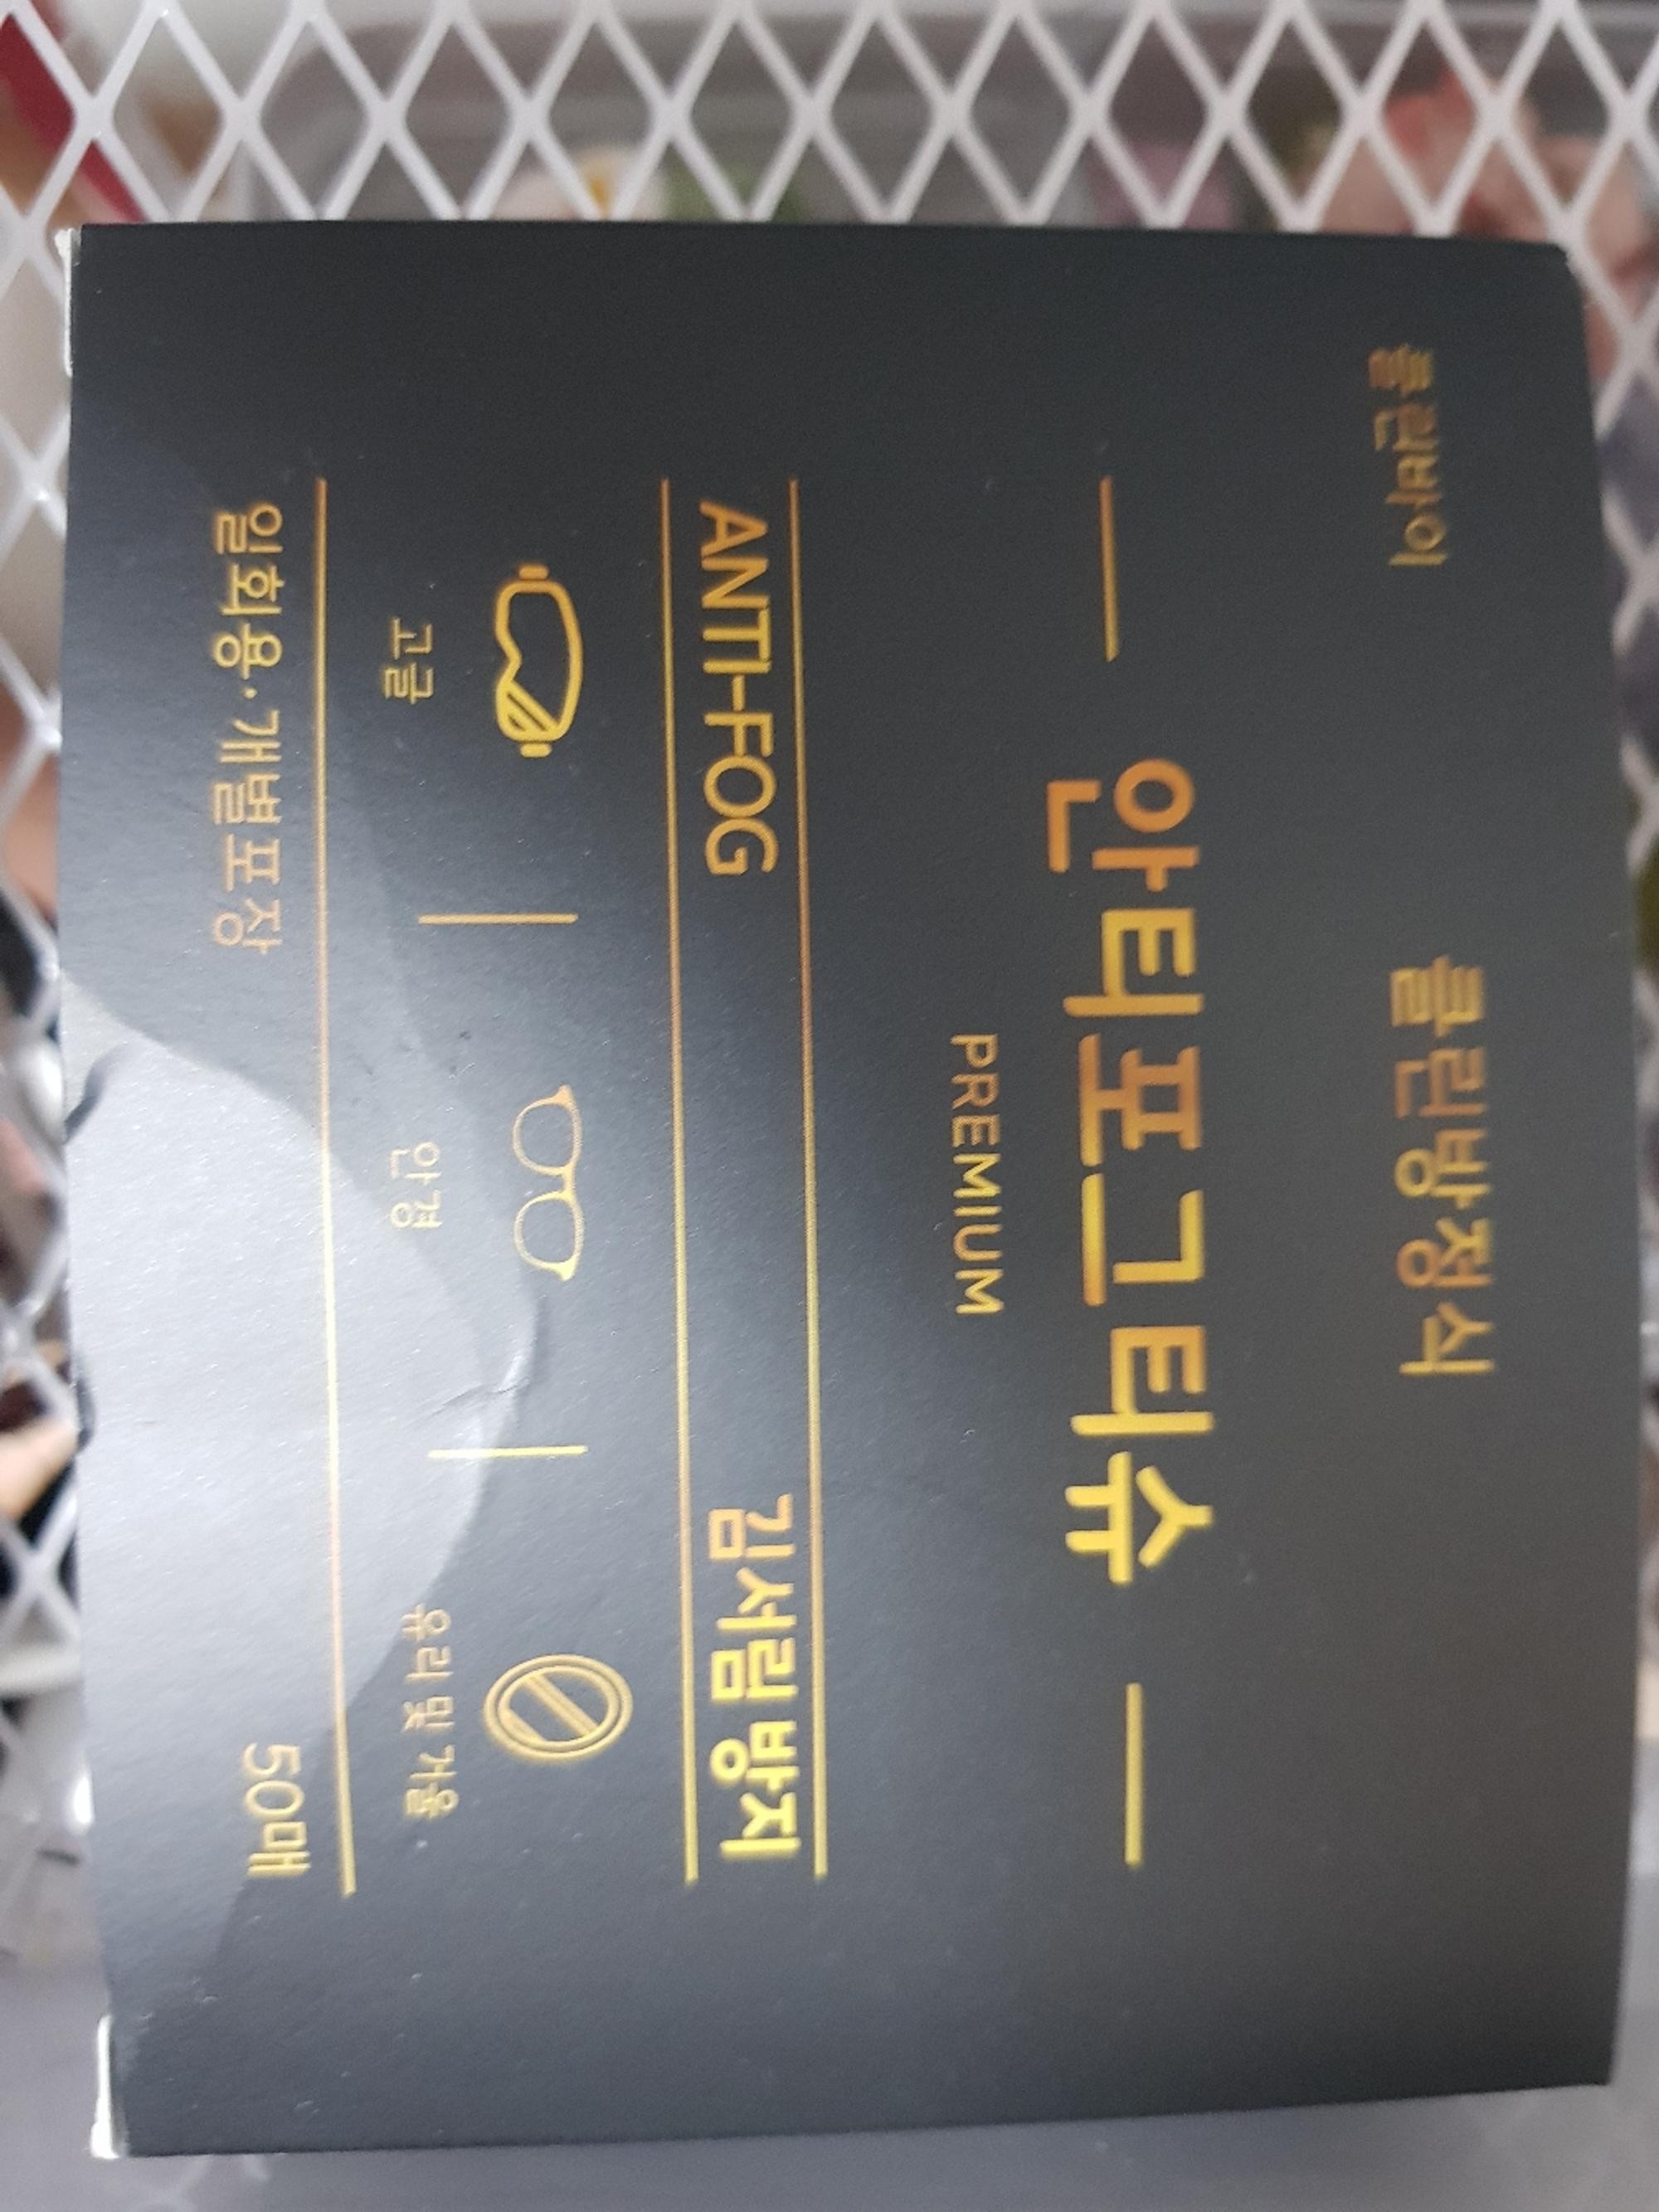 클린바이
클린방정식
안티포그티슈
PREMIUM
ANTI-FOG 김서림방지
고글 안경 유리 및 거울
일회용·개별포장 50매